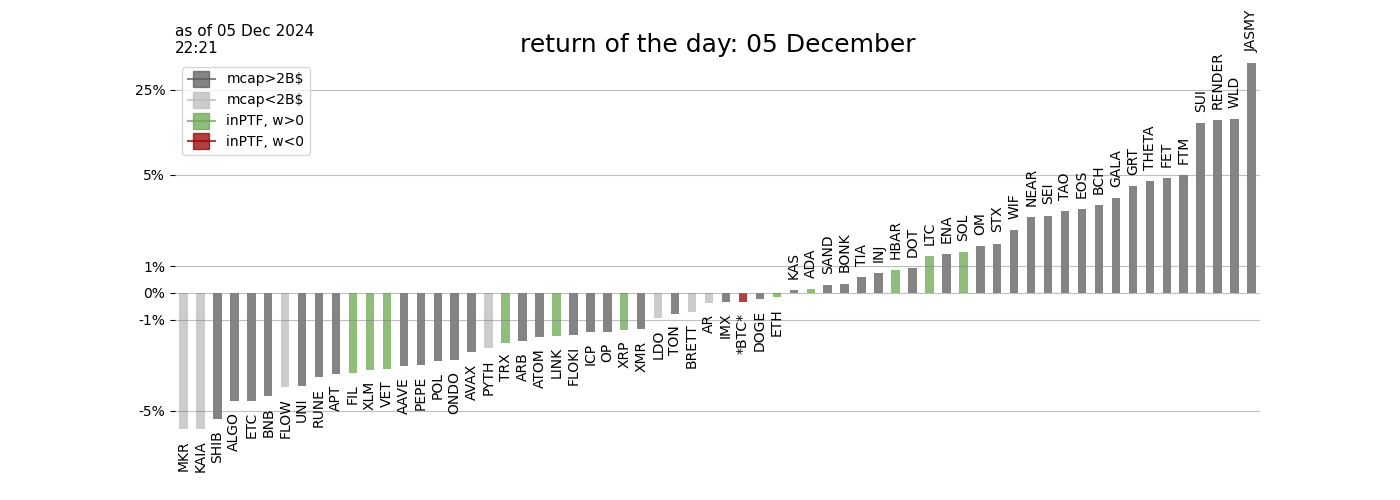 as of 05 Dec 2024
22:21
return of the day: 05 December
mcap>2B$
mcap<2B$
inPTF, w>0
inPTF, w<0
25%
5%
1%
0%
-1%
-5%
MKR
KAIA
SHIB
ALGO
ETC
BNB
FLOW
UNI
RUNE
APT
FIL
XLM
VET
AAVE
PEPE
POL
ONDO
AVAX
PYTH
TRX
ARB
ATOM
LINK
FLOKI
ICP
OP
XRP
XMR
LDO
TON
BRETT
AR
IMX
*BTC*
DOGE
ETH
KAS
ADA
SAND
BONK
TIA
INJ
HBAR
DOT
LTC
ENA
SOL
OM
STX
WIF
NEAR
SEI
TAO
EOS
BCH
GALA
GRT
THETA
FET
FTM
SUI
RENDER
WLD
JASMY